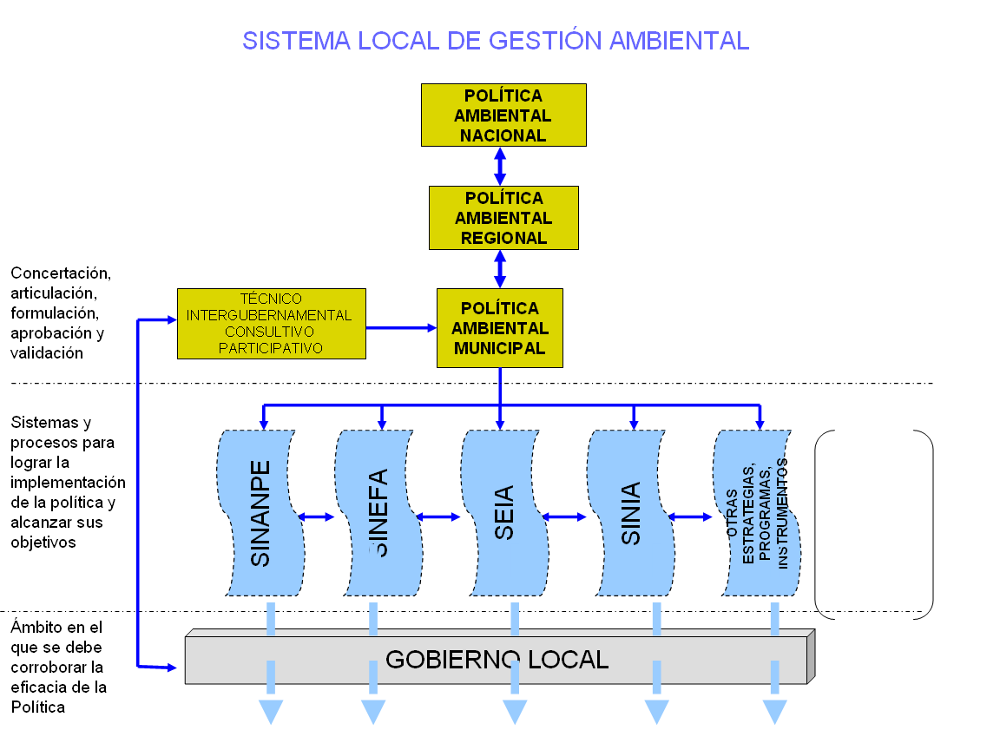 SISTEMA LOCAL DE GESTIÓN AMBIENTAL
POLÍTICA
AMBIENTAL
NACIONAL
POLÍTICA
AMBIENTAL
REGIONAL
Concertación,
articulación,
formulación,
aprobación y
validación
TÉCNICO
INTERGUBERNAMENTAL
CONSULTIVO
PARTICIPATIVO
POLÍTICA
AMBIENTAL
MUNICIPAL
Sistemas y
procesos para
lograr la
implementación
de la política y
alcanzar sus
objetivos
SINANPE
SINEFA
SEIA
SINIA
OTRAS
ESTRATEGIAS,
PROGRAMAS,
INSTRUMENTOS
Ámbito en el
que se debe
corroborar la
eficacia de la
Política
GOBIERNO LOCAL